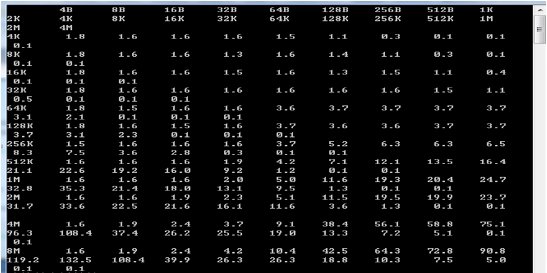 4B 8B 16B 32B 64B 128B 256B 512B 1K
2K 4K 8K 16K 32K 64K 128K 256K 512K 1M
2M 4M
4K 1.8 1.6 1.6 1.6 1.5 1.1 0.3 0.1 0.1
0.1
8K 1.8 1.6 1.6 1.3 1.6 1.4 1.1 0.3 0.1
0.1 0.1
16K 1.8 1.6 1.6 1.5 1.6 1.3 1.5 1.1 0.4
0.1 0.1 0.1
32K 1.8 1.6 1.6 1.6 1.6 1.6 1.6 1.5 1.1
0.5 0.1 0.1 0.1
64K 1.8 1.5 1.6 1.6 3.6 3.7 3.7 3.7 3.7
3.1 2.1 0.1 0.1 0.1
128K 1.8 1.6 1.5 1.6 3.7 3.6 3.6 3.7 3.7
3.7 3.1 2.3 0.1 0.1 0.1
256K 1.5 1.6 1.6 1.6 3.7 5.2 6.3 6.3 6.5
8.3 7.5 3.6 2.8 0.3 0.1 0.1
512K 1.6 1.6 1.6 1.9 4.2 7.1 12.1 13.5 16.4
21.1 22.6 19.2 16.0 9.2 1.2 0.1 0.1
1M 1.6 1.6 1.6 2.0 5.0 11.6 19.3 20.4 24.7
32.8 35.3 21.4 18.0 13.1 9.5 1.3 0.1 0.1
2M 1.6 1.6 1.9 2.3 5.1 11.5 19.5 19.9 23.7
31.7 33.6 22.5 21.6 16.1 11.6 3.6 1.3 0.1 0.1
4M 1.6 1.9 2.4 3.7 9.1 38.4 56.1 58.8 75.1
96.3 108.4 37.4 26.2 25.5 19.0 13.3 7.2 5.1 0.1
0.1
8M 1.6 1.9 2.4 4.2 10.4 42.5 64.3 72.8 90.8
119.2 132.5 108.4 39.9 26.3 26.3 18.8 10.3 7.5 5.0
0.1 0.1